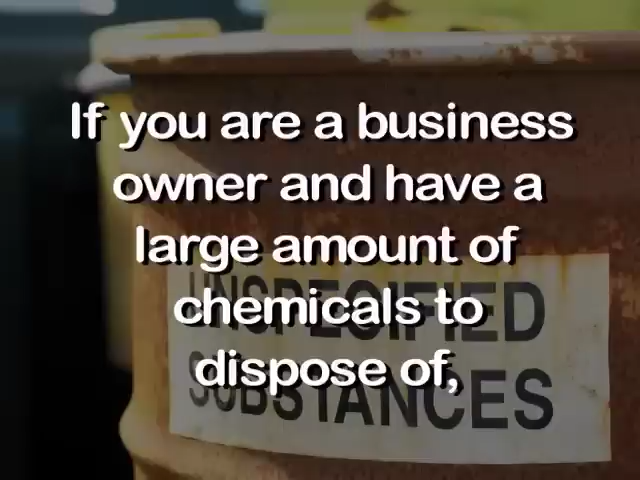 If you are a business
owner and have a
large amount of
chemicals to
dispose of,
UNSPECIFIED
SUBSTANCES